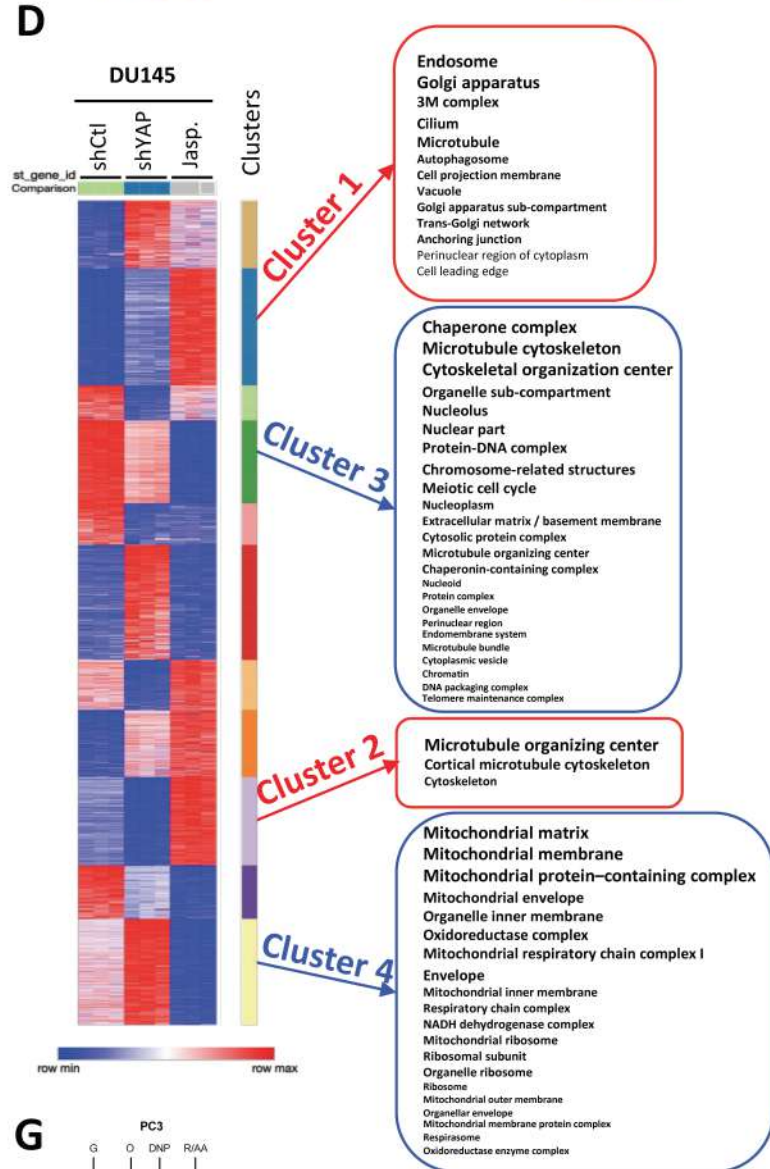 D
DU145
shCtl
shYAP
Jasp.
Clusters
st_gene_id
Comparison
Cluster 1
Endosome
Golgi apparatus
3M complex
Cilium
Microtubule
Autophagosome
Cell projection membrane
Vacuole
Golgi apparatus sub-compartment
Trans-Golgi network
Anchoring junction
Perinuclear region of cytoplasm
Cell leading edge
Cluster 3
Chaperone complex
Microtubule cytoskeleton
Cytoskeletal organization center
Organelle sub-compartment
Nucleolus
Nuclear part
Protein-DNA complex
Chromosome-related structures
Meiotic cell cycle
Nucleoplasm
Extracellular matrix / basement membrane
Cytosolic protein complex
Microtubule organizing center
Chaperonin-containing complex
Nucleoid
Protein complex
Organelle envelope
Perinuclear region
Endomembrane system
Microtubule bundle
Cytoplasmic vesicle
Chromatin
DNA packaging complex
Telomere maintenance complex
Cluster 2
Microtubule organizing center
Cortical microtubule cytoskeleton
Cytoskeleton
Cluster 4
Mitochondrial matrix
Mitochondrial membrane
Mitochondrial protein–containing complex
Mitochondrial envelope
Organelle inner membrane
Oxidoreductase complex
Mitochondrial respiratory chain complex I
Envelope
Mitochondrial inner membrane
Respiratory chain complex
NADH dehydrogenase complex
Mitochondrial ribosome
Ribosomal subunit
Organelle ribosome
Ribosome
Mitochondrial outer membrane
Organellar envelope
Mitochondrial membrane protein complex
Respirasome
Oxidoreductase enzyme complex
row min
row max
G
PC3
G O DNP R/AA